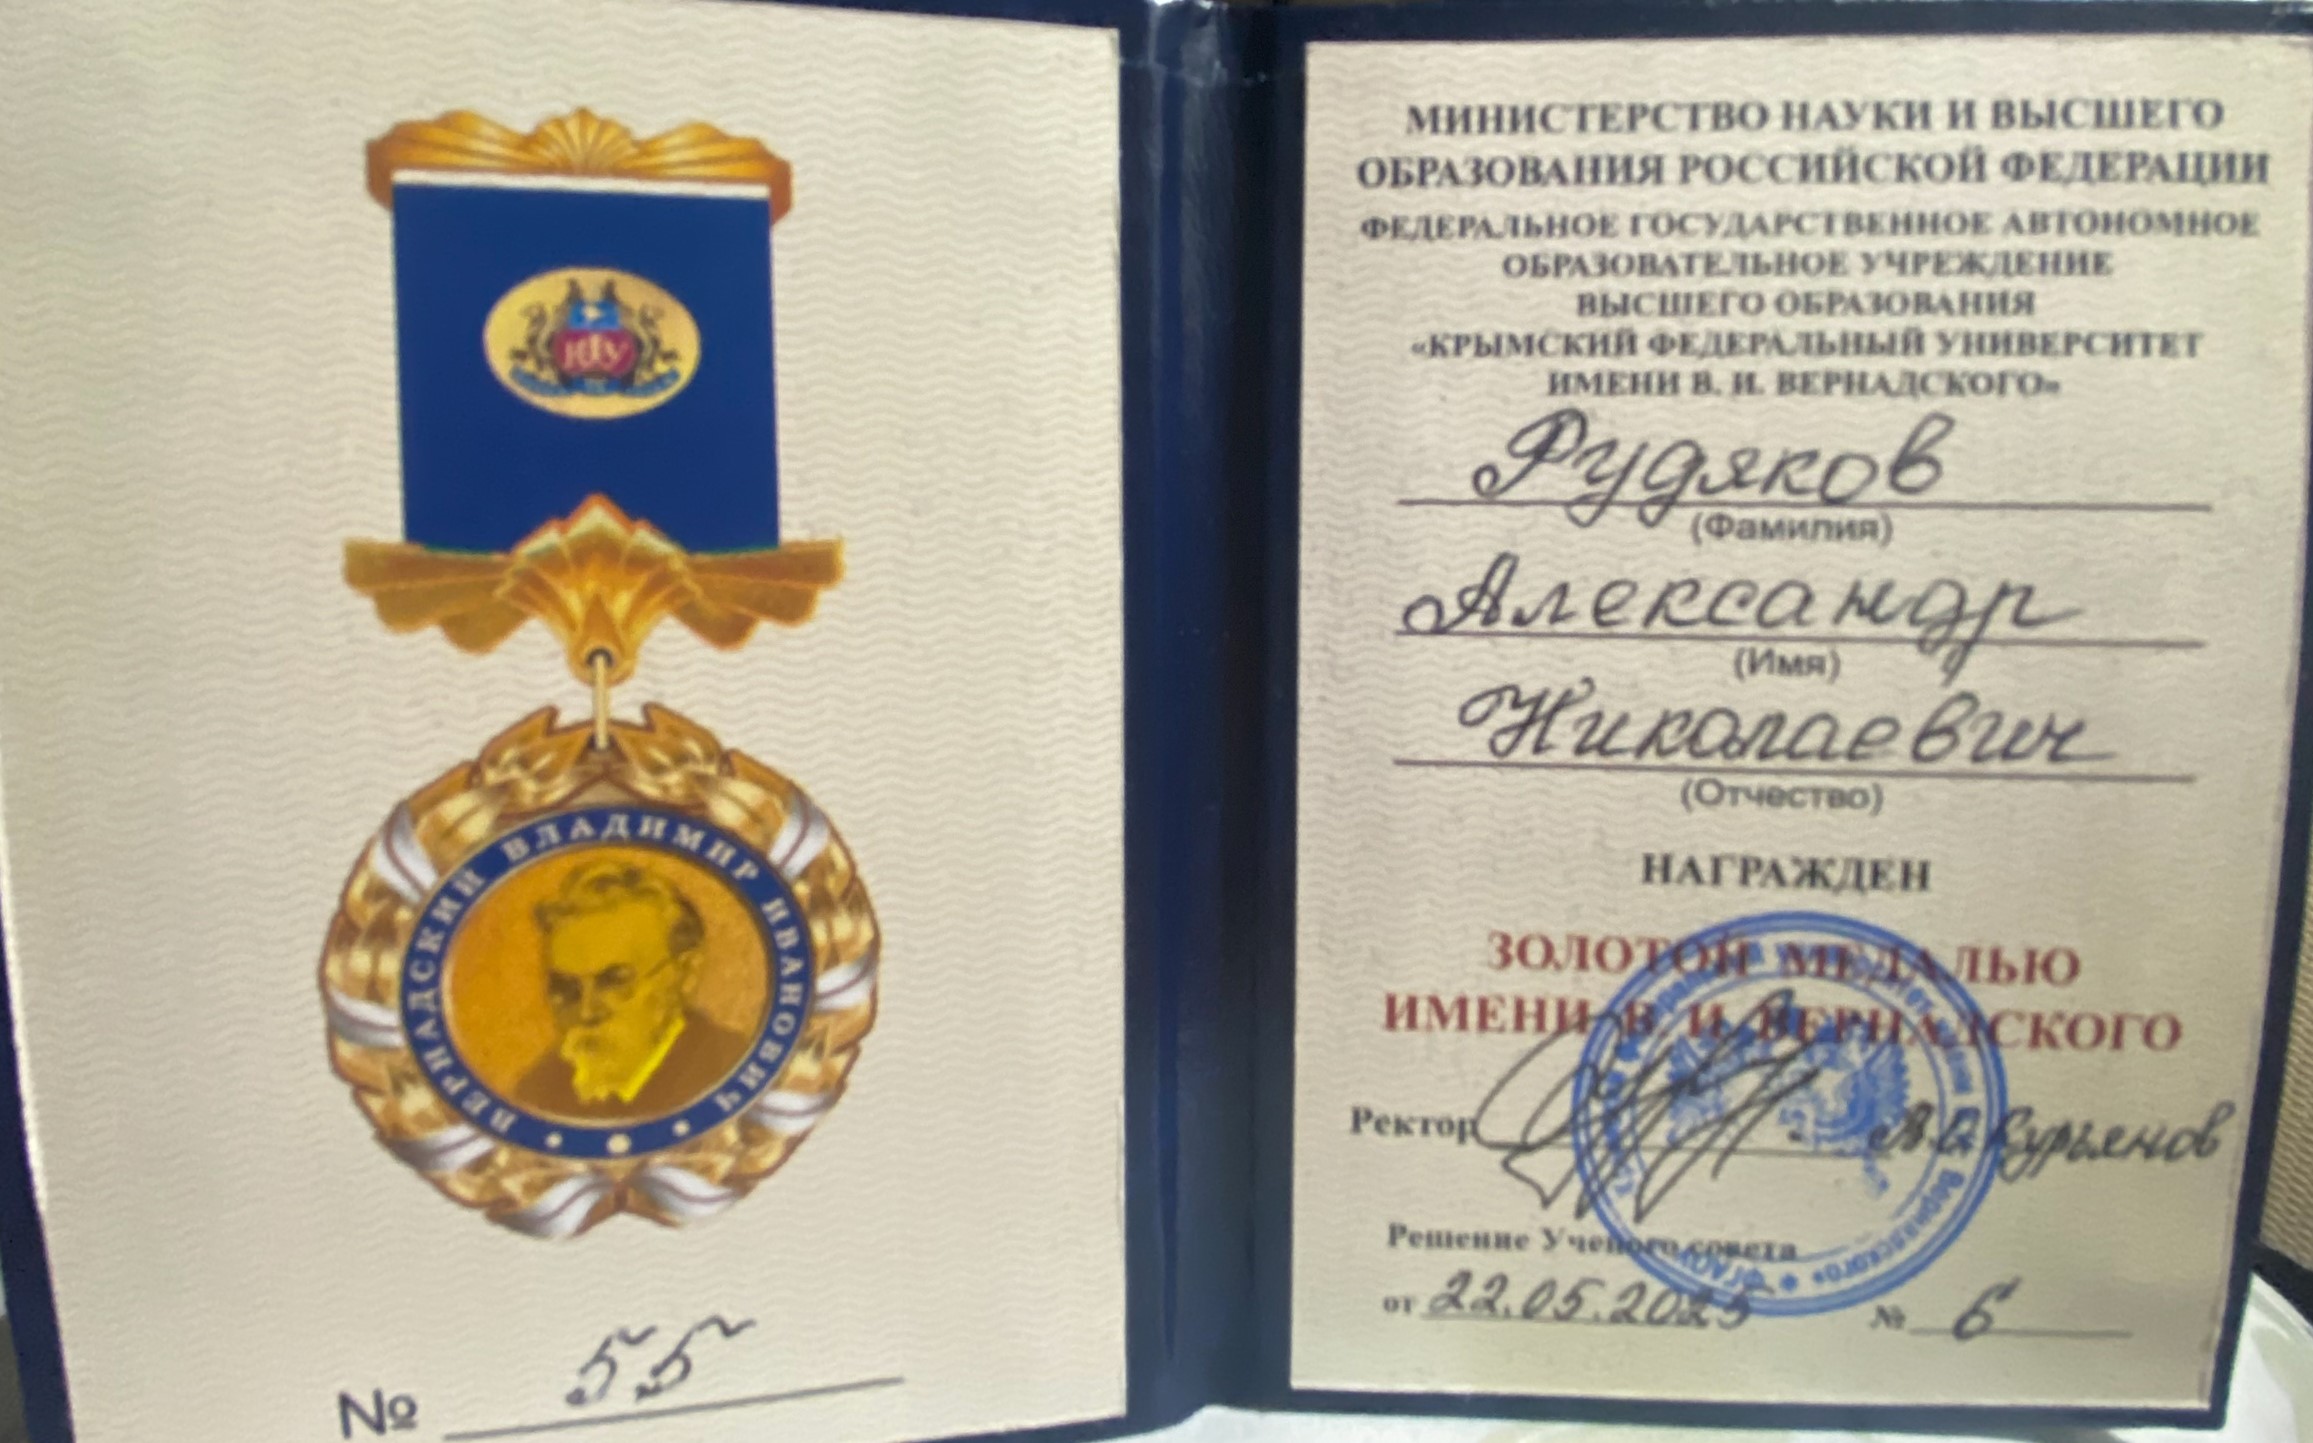 КФУ
ВЕРНАДСКИЙ ВЛАДИМИР ИВАНОВИЧ
№ 55
МИНИСТЕРСТВО НАУКИ И ВЫСШЕГО
ОБРАЗОВАНИЯ РОССИЙСКОЙ ФЕДЕРАЦИИ
ФЕДЕРАЛЬНОЕ ГОСУДАРСТВЕННОЕ АВТОНОМНОЕ
ОБРАЗОВАТЕЛЬНОЕ УЧРЕЖДЕНИЕ
ВЫСШЕГО ОБРАЗОВАНИЯ
«КРЫМСКИЙ ФЕДЕРАЛЬНЫЙ УНИВЕРСИТЕТ
ИМЕНИ В. И. ВЕРНАДСКОГО»
Рудяков
(Фамилия)
Александр
(Имя)
Николаевич
(Отчество)
НАГРАЖДЕН
ЗОЛОТОЙ МЕДАЛЬЮ
ИМЕНИ В. И. ВЕРНАДСКОГО
Ректор Курьянов
Решение Ученого совета
от 22.05.2025 № 6